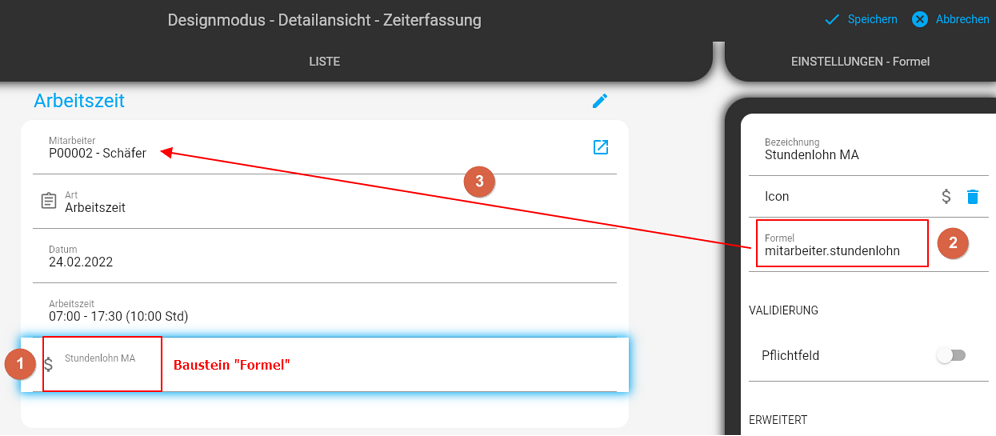 Designmodus - Detailansicht - Zeiterfassung
Speichern
Abbrechen
LISTE
EINSTELLUNGEN - Formel
Arbeitszeit
Mitarbeiter
P00002 - Schäfer
Art
Arbeitszeit
Datum
24.02.2022
Arbeitszeit
07:00 - 17:30 (10:00 Std)
1
$
Stundenlohn MA
Baustein "Formel"
3
Bezeichnung
Stundenlohn MA
Icon
$
Formel
mitarbeiter.stundenlohn
2
VALIDIERUNG
Pflichtfeld
ERWEITERT